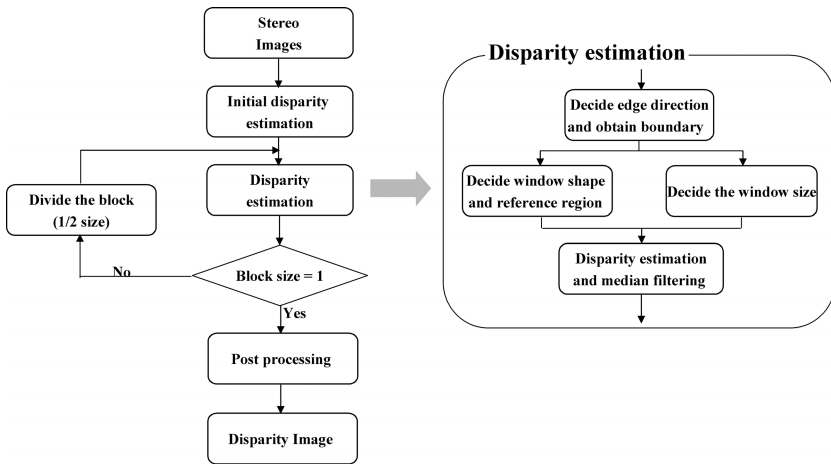 Stereo
Images
Initial disparity
estimation
Disparity
estimation
Divide the block
(1/2 size)
No
Block size = 1
Yes
Post processing
Disparity Image
Disparity estimation
Decide edge direction
and obtain boundary
Decide window shape
and reference region
Decide the window size
Disparity estimation
and median filtering